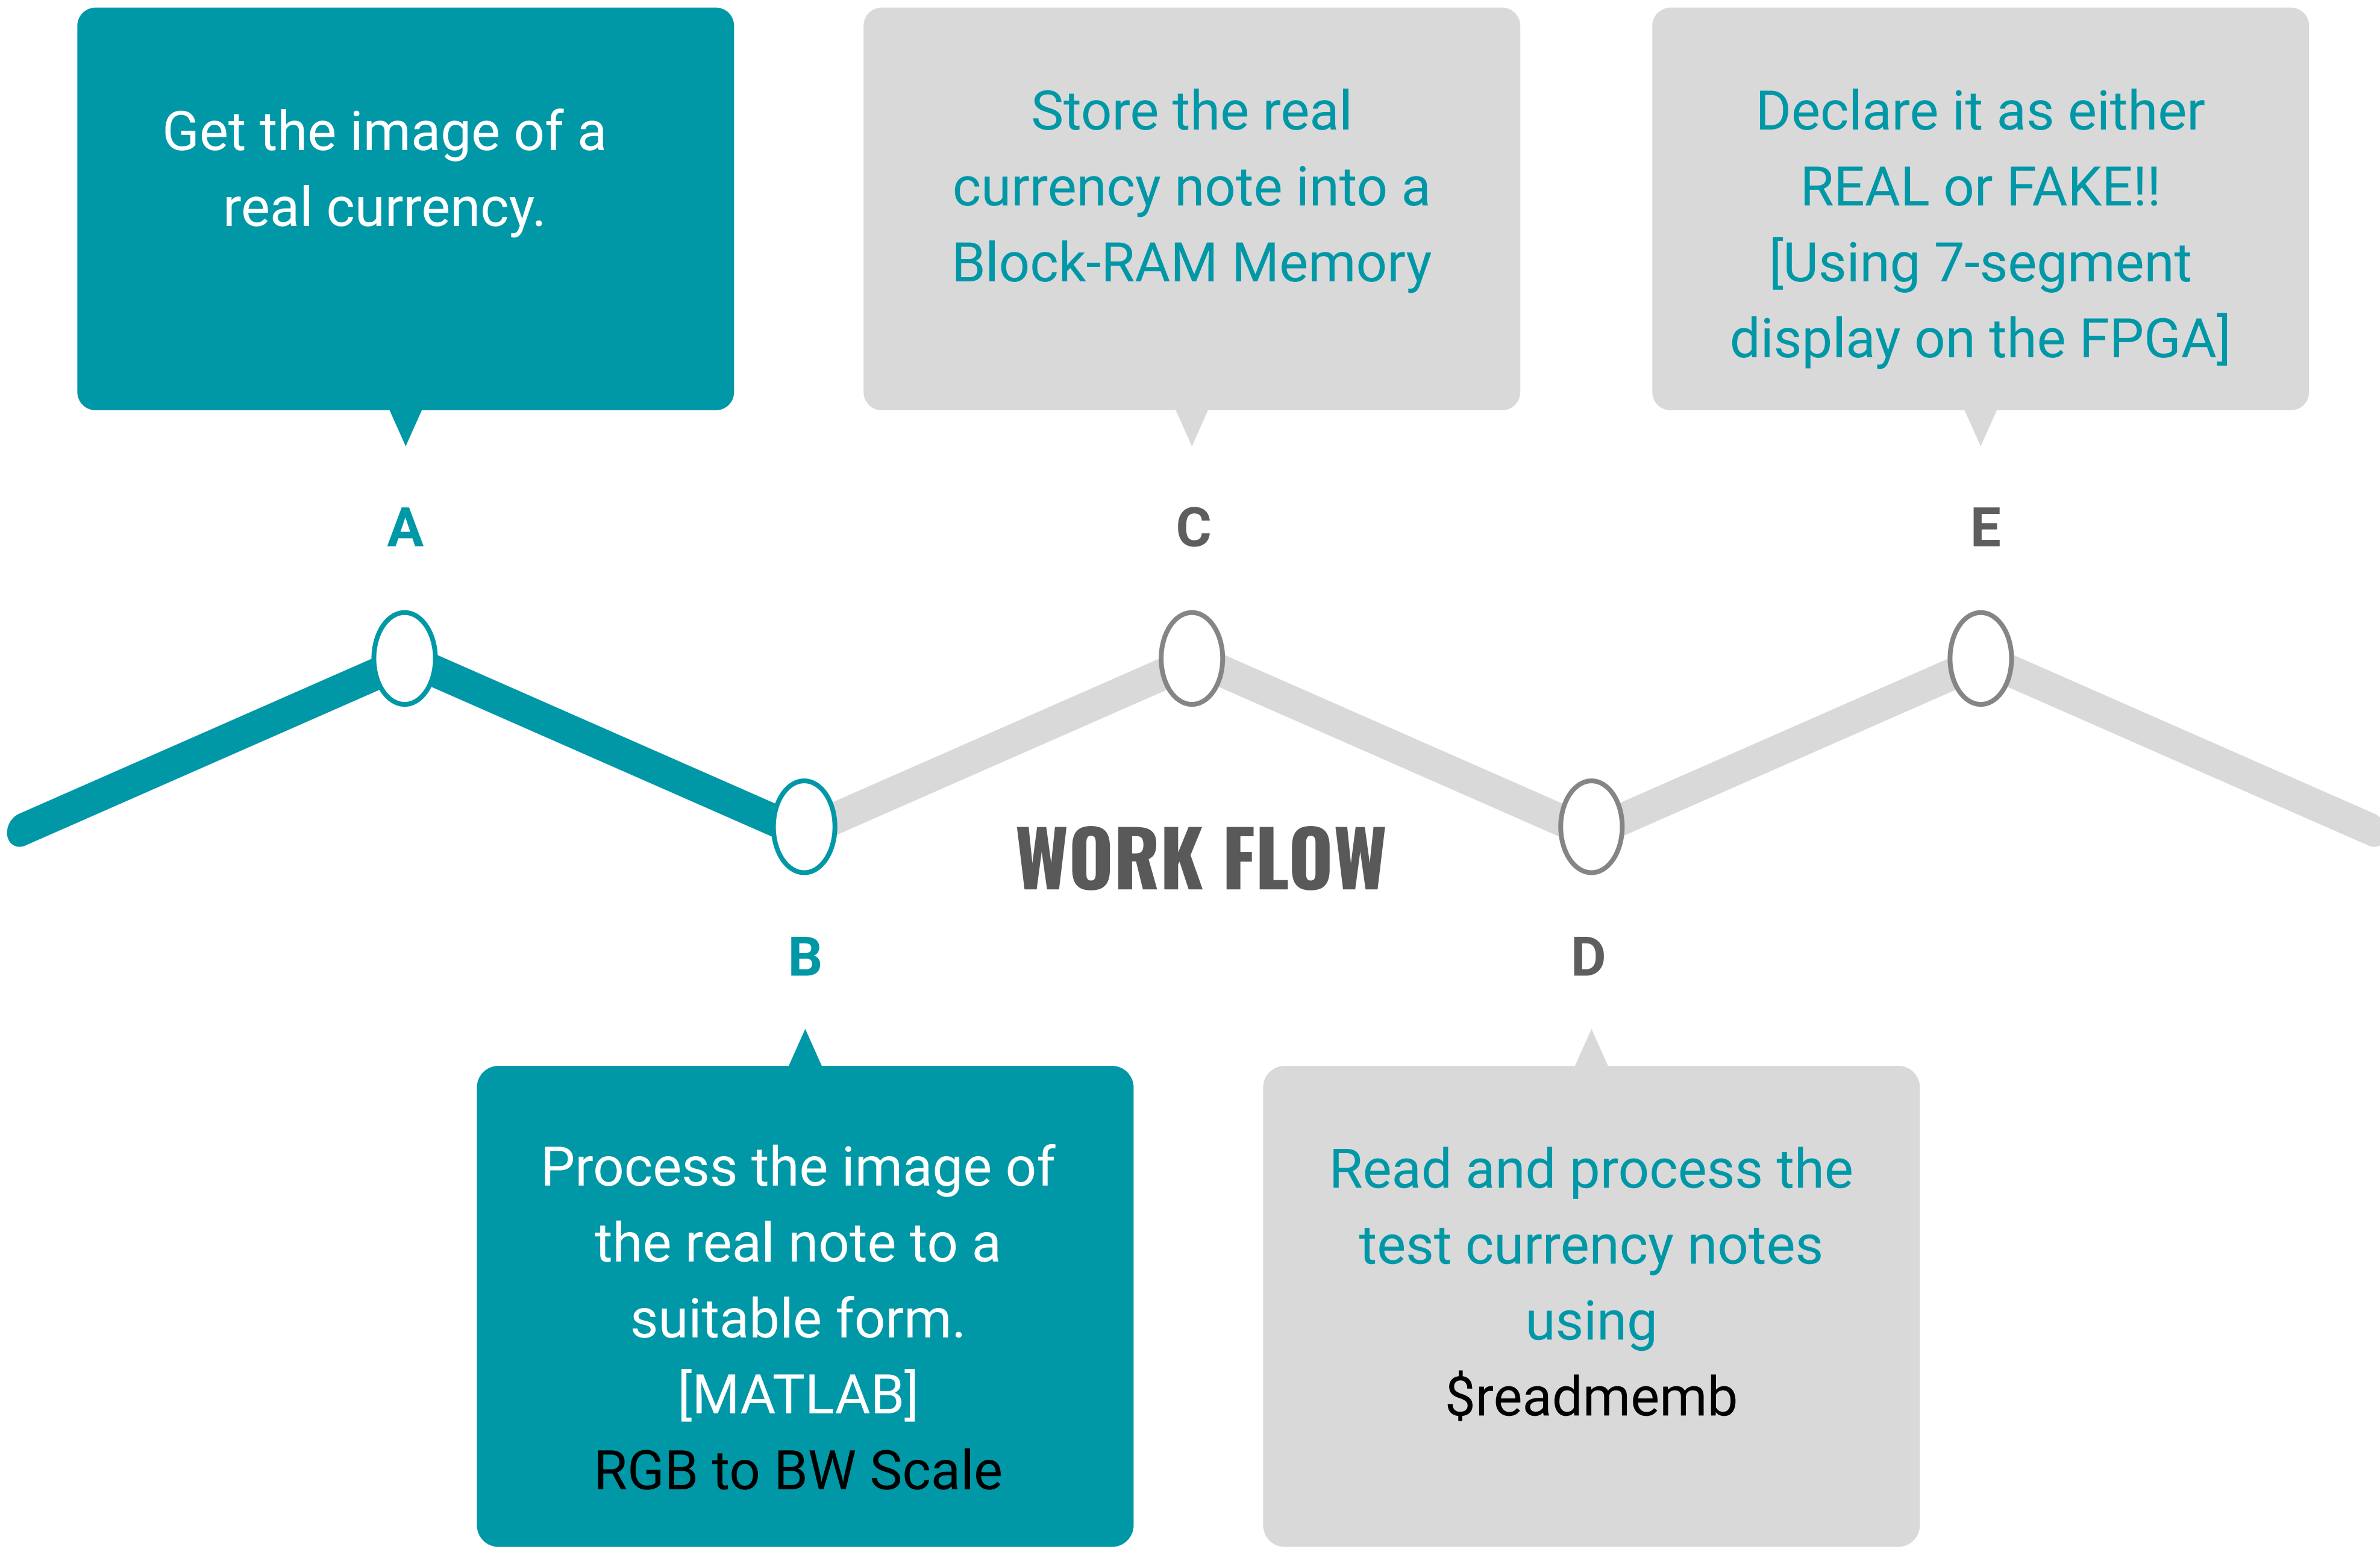 Get the image of a
real currency.
A
Process the image of
the real note to a
suitable form.
[MATLAB]
RGB to BW Scale
B
Store the real
currency note into a
Block-RAM Memory
C
Read and process the
test currency notes
using
$readmemb
D
Declare it as either
REAL or FAKE!!
[Using 7-segment
display on the FPGA]
E
WORK FLOW